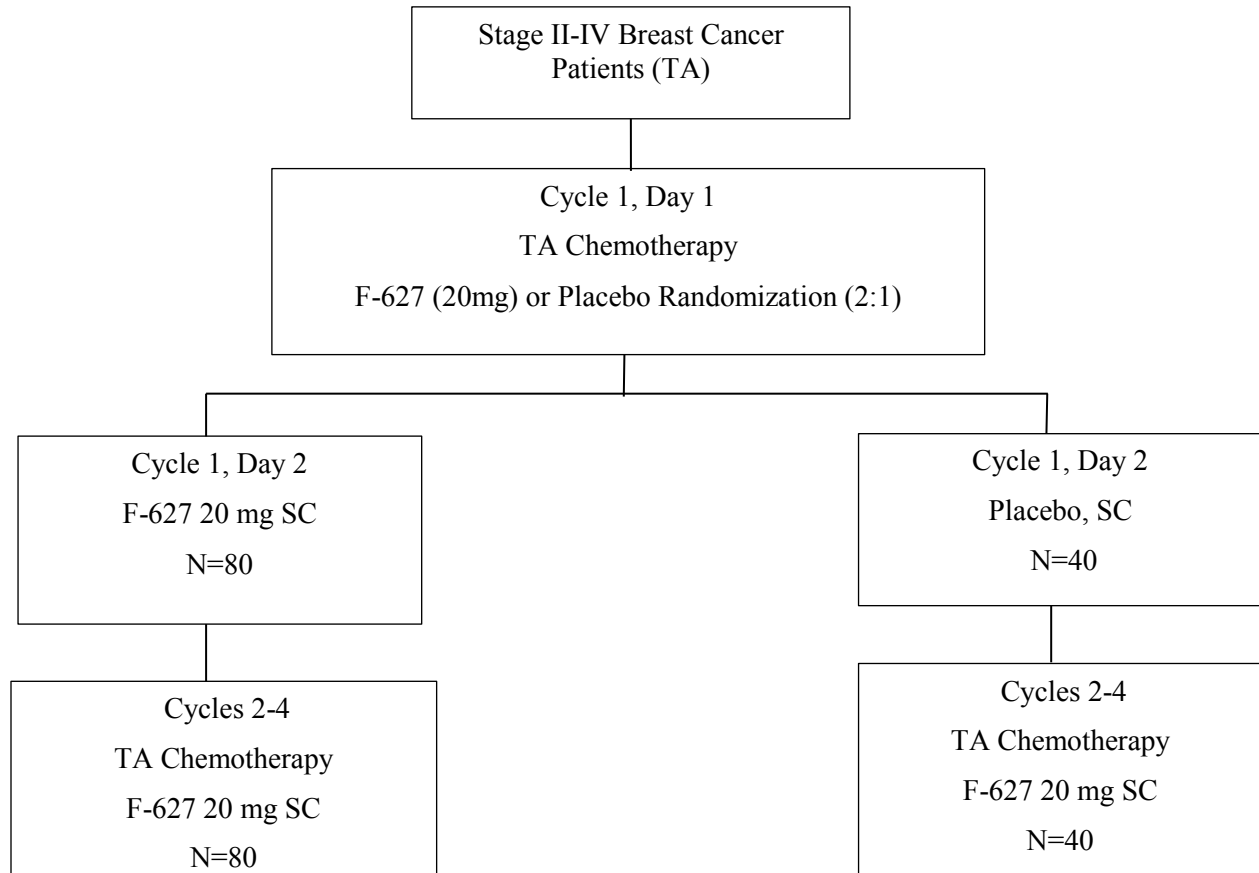 Stage II-IV Breast Cancer
Patients (TA)
Cycle 1, Day 1
TA Chemotherapy
F-627 (20mg) or Placebo Randomization (2:1)
Cycle 1, Day 2
F-627 20 mg SC
N=80
Cycle 1, Day 2
Placebo, SC
N=40
Cycles 2-4
TA Chemotherapy
F-627 20 mg SC
N=80
Cycles 2-4
TA Chemotherapy
F-627 20 mg SC
N=40